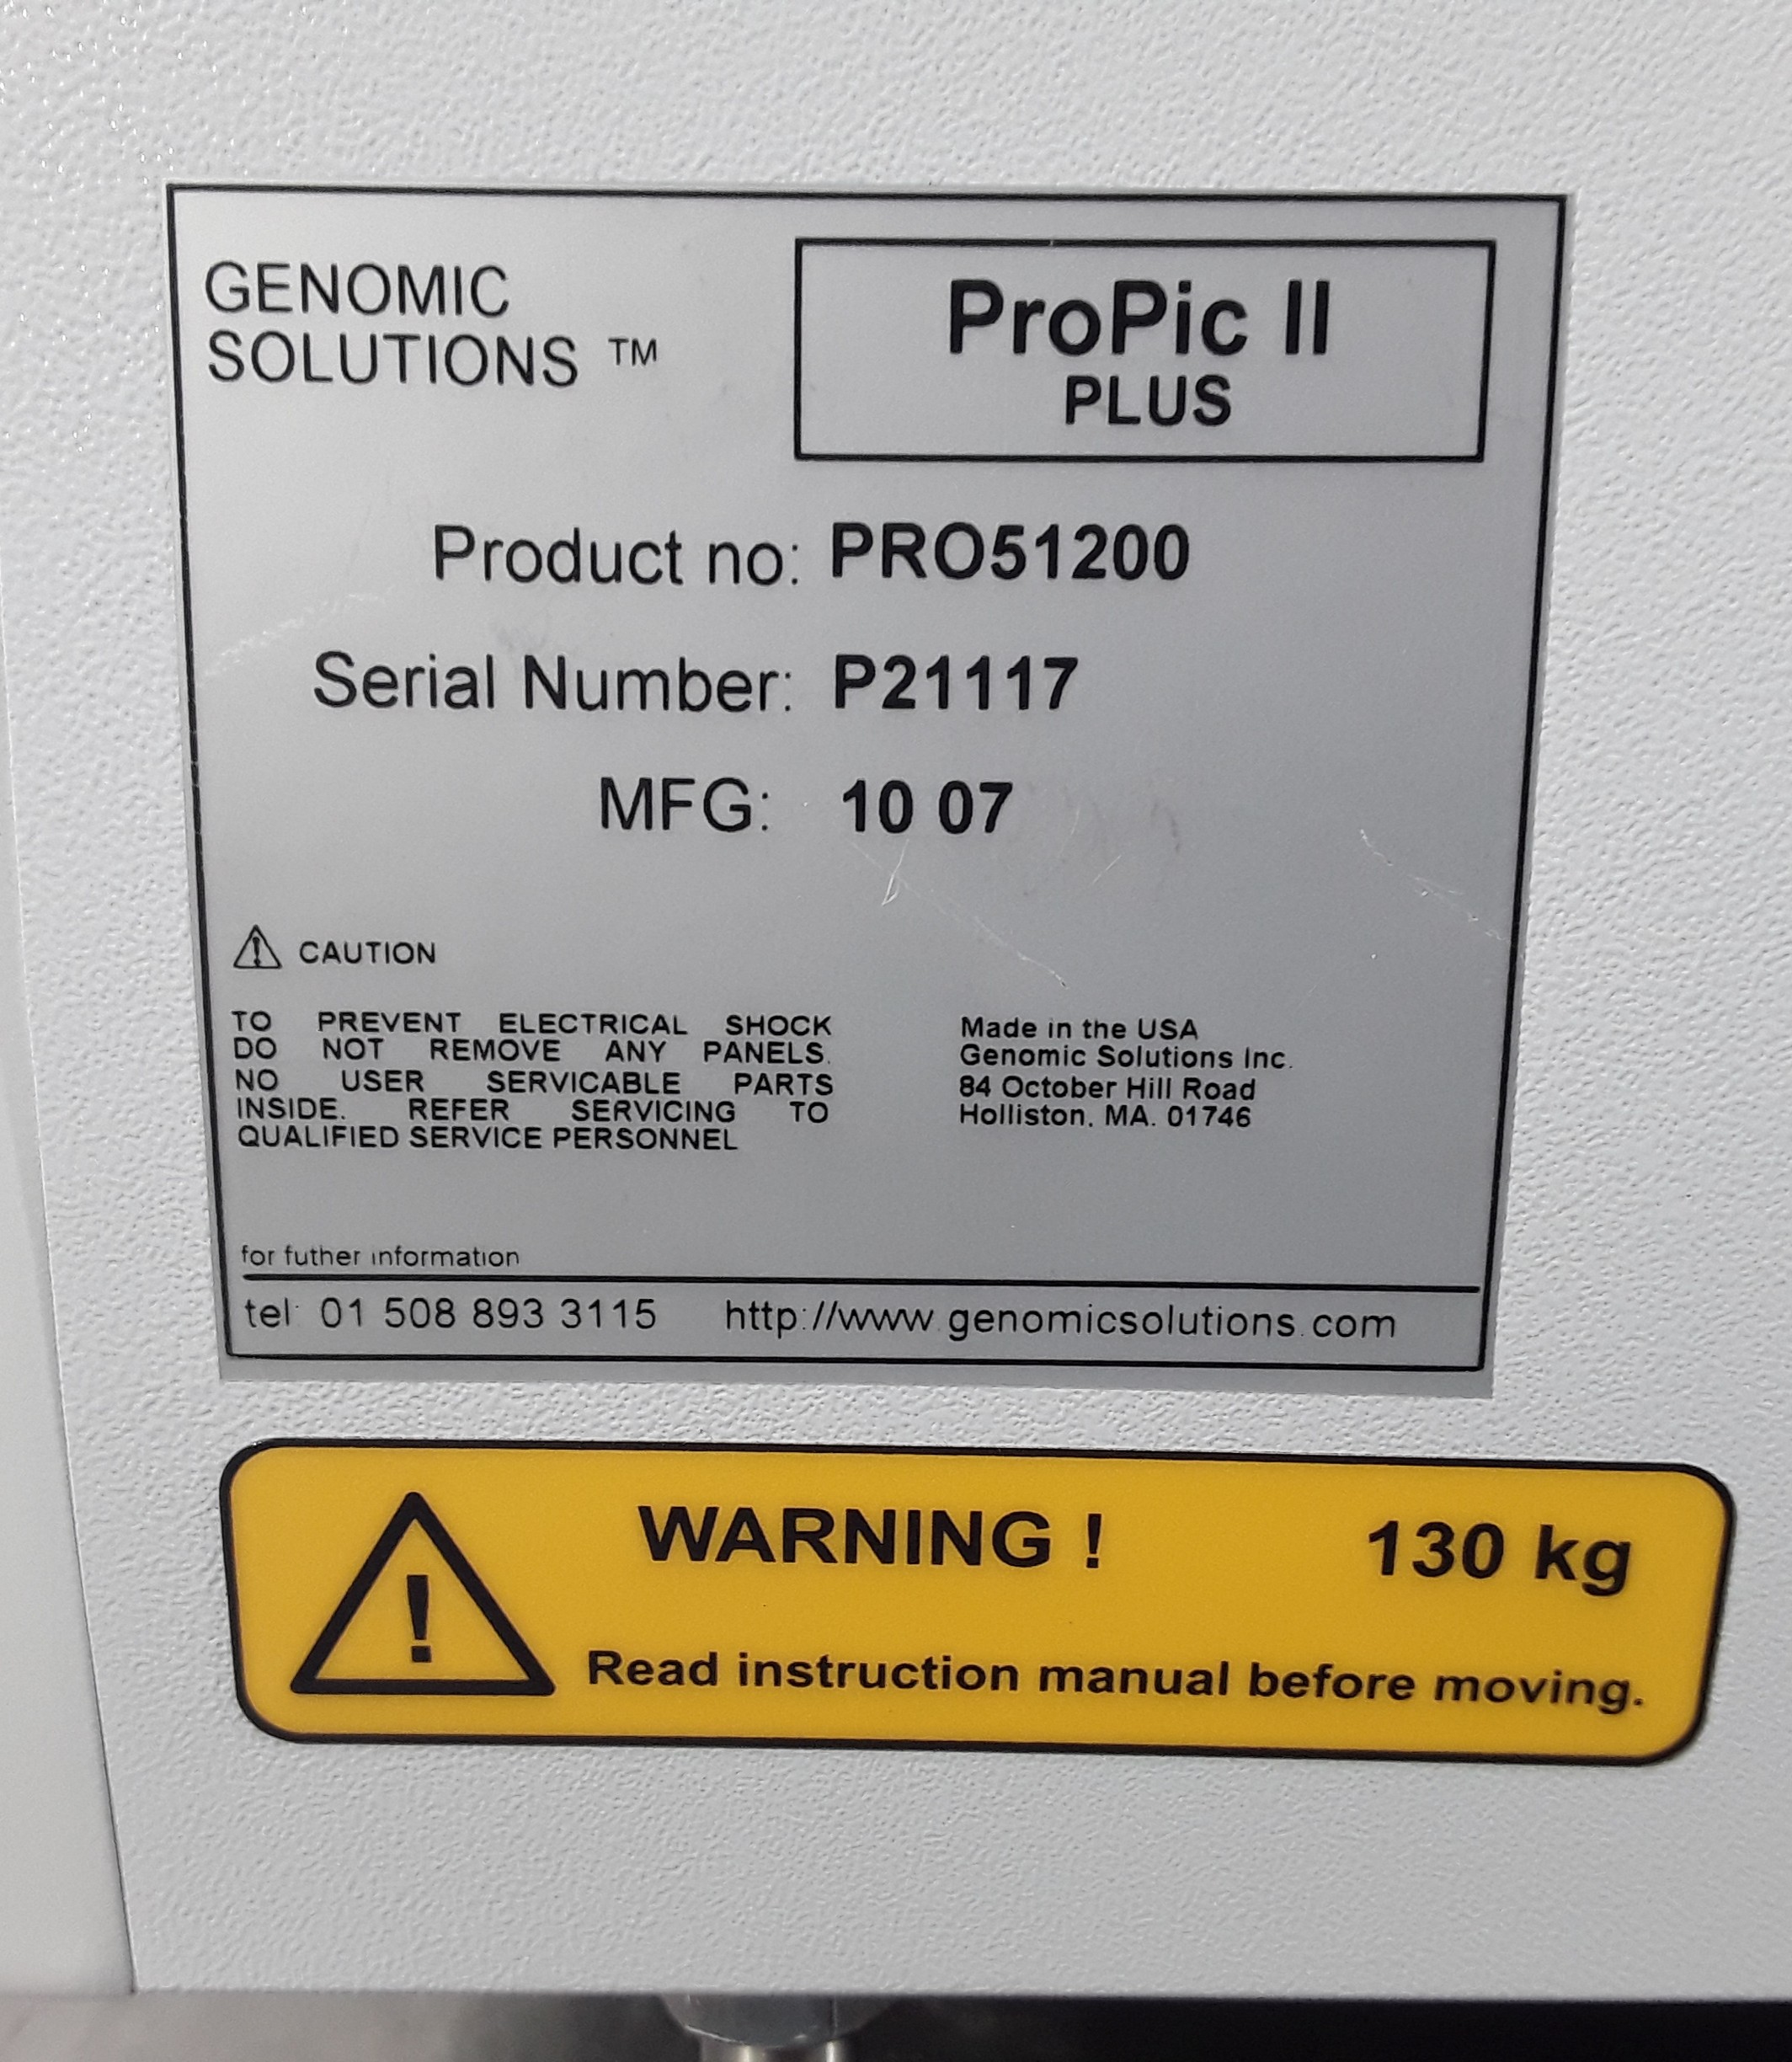 GENOMIC
SOLUTIONS ™
ProPic II
PLUS
Product no: PRO51200
Serial Number: P21117
MFG: 10 07
CAUTION
TO PREVENT ELECTRICAL SHOCK
DO NOT REMOVE ANY PANELS.
NO USER SERVICABLE PARTS
INSIDE. REFER SERVICING TO
QUALIFIED SERVICE PERSONNEL
Made in the USA
Genomic Solutions Inc.
84 October Hill Road
Holliston. MA. 01746
for futher information
tel: 01 508 893 3115 http://www.genomicsolutions.com
WARNING ! 130 kg
Read instruction manual before moving.